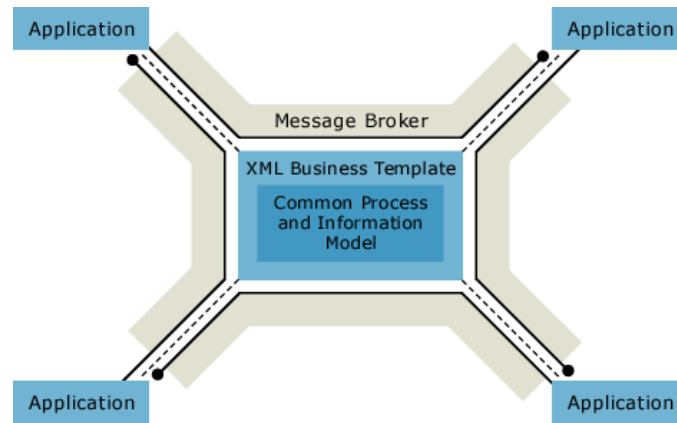 Application
Application
Message Broker
XML Business Template
Common Process
and Information
Model
Application
Application